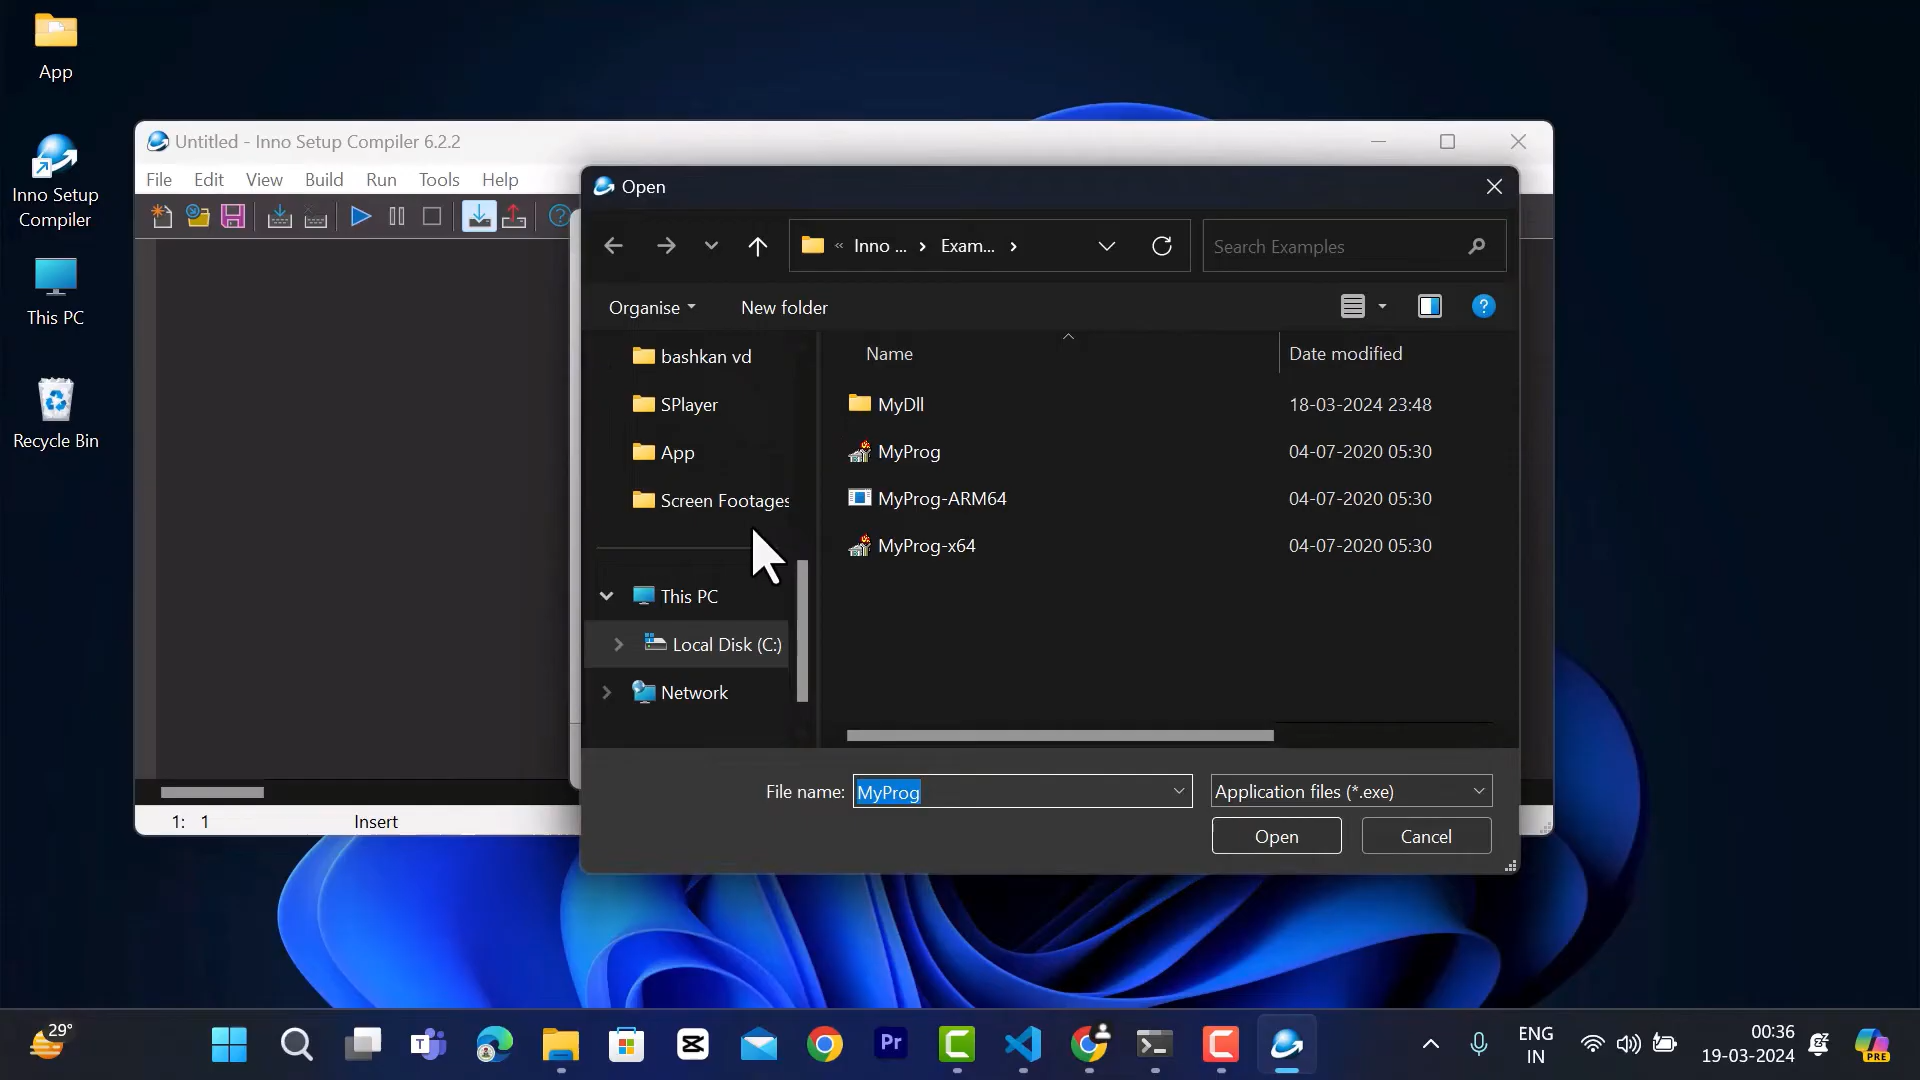 App
Inno Setup
Compiler
This PC
Recycle Bin
Untitled - Inno Setup Compiler 6.2.2
File Edit View Build Run Tools Help
Open
« Inno ... › Exam... ›
Search Examples
Organise
New folder
bashkan vd
SPlayer
App
Screen Footages
This PC
Local Disk (C:)
Network
Name Date modified
MyDll 18-03-2024 23:48
MyProg 04-07-2020 05:30
MyProg-ARM64 04-07-2020 05:30
MyProg-x64 04-07-2020 05:30
File name: MyProg Application files (*.exe)
Open Cancel
1: 1 Insert
29°
Pr
ENG
IN
00:36
19-03-2024
PRE